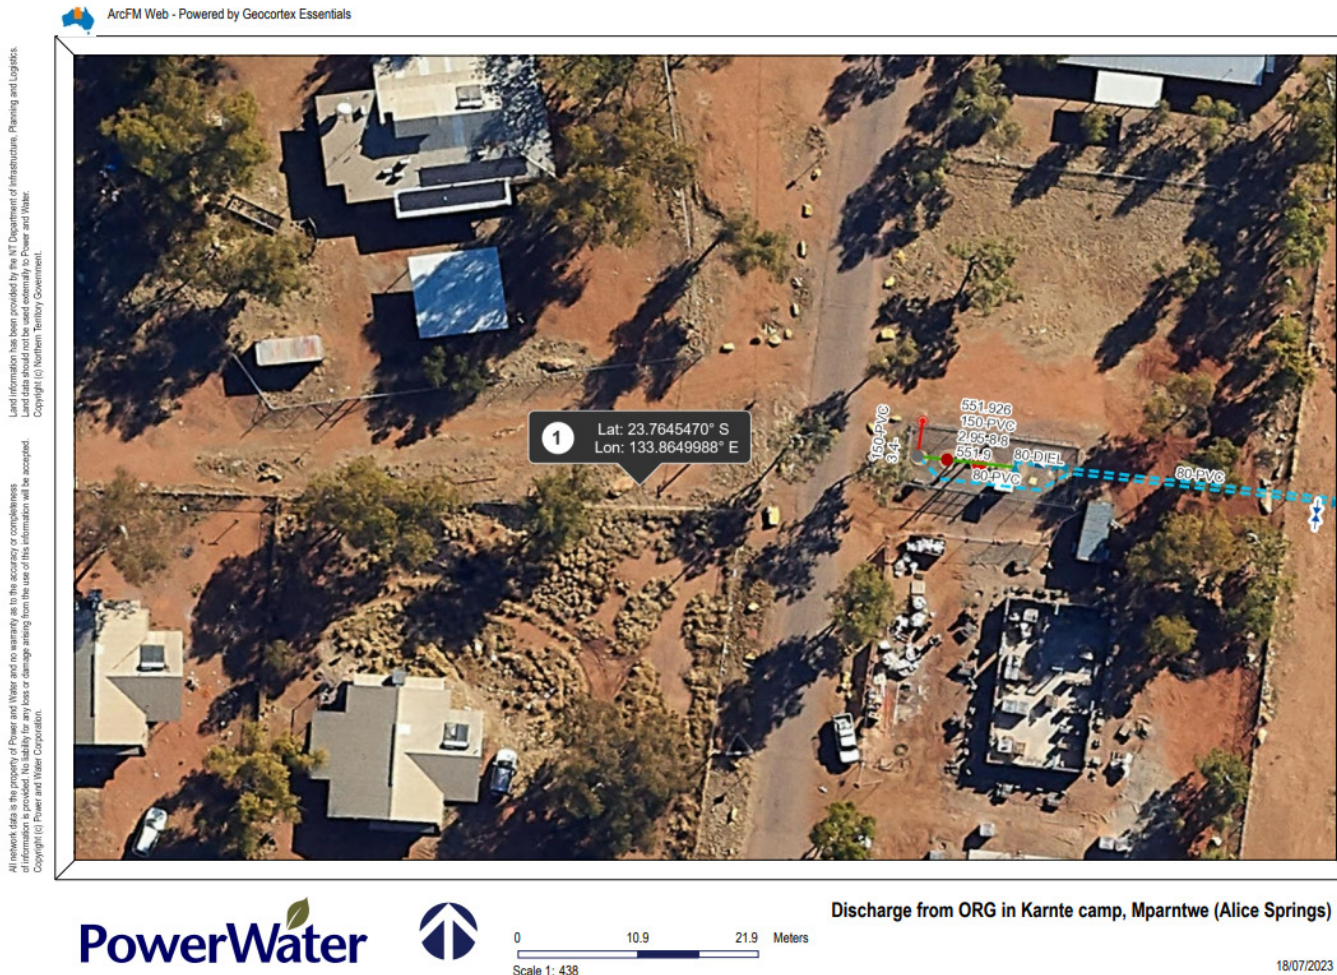 ArcFM Web - Powered by Geocortex Essentials
Land information has been provided by the NT Department of Infrastructure, Planning and Logistics.
Land data should not be used externally to Power and Water.
Copyright (c) Northern Territory Government.
All network data is the property of Power and Water and no warranty as to the accuracy or completeness
of information is provided. No liability for any loss or damage arising from the use of this information will be accepted.
Copyright (c) Power and Water Corporation.
1
Lat: 23.7645470° S
Lon: 133.8649988° E
150-PVC
3.4-
551.926
150-PVC
2.95-8.8
551.9
80-DIEL
80-PVC
80-PVC
PowerWater
0 10.9 21.9 Meters
Scale 1: 438
Discharge from ORG in Karnte camp, Mparntwe (Alice Springs)
18/07/2023